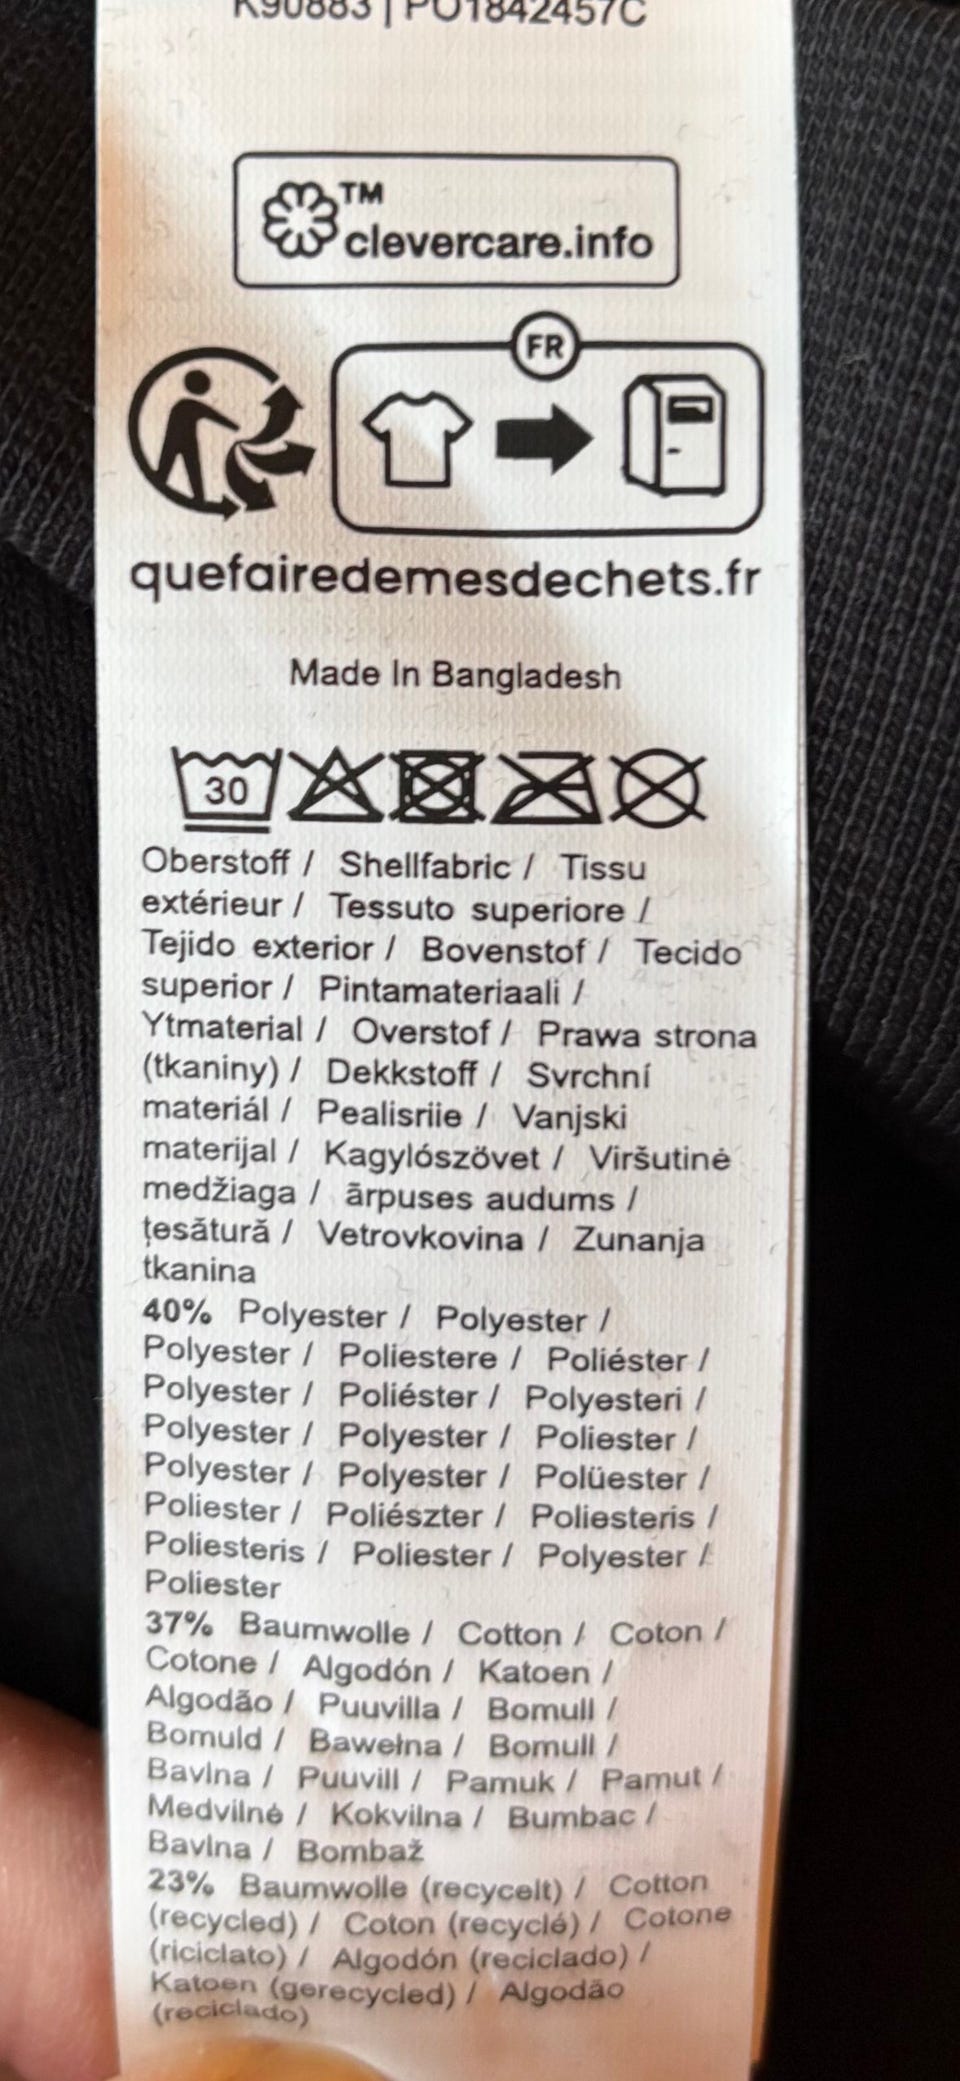 K90883 | PO1842457C
TM
clevercare.info
FR
quefairedemesdechets.fr
Made In Bangladesh
30
Oberstoff / Shellfabric / Tissu
extérieur / Tessuto superiore /
Tejido exterior / Bovenstof / Tecido
superior / Pintamateriaali /
Ytmaterial / Overstof / Prawa strona
(tkaniny) / Dekkstoff / Svrchní
materiál / Pealisriie / Vanjski
materijal / Kagylószövet / Viršutinė
medžiaga / ārpuses audums /
țesătură / Vetrovkovina / Zunanja
tkanina
40% Polyester / Polyester /
Polyester / Poliestere / Poliéster /
Polyester / Poliéster / Polyesteri /
Polyester / Polyester / Poliester /
Polyester / Polyester / Polüester /
Poliester / Poliészter / Poliesteris /
Poliesteris / Poliester / Polyester /
Poliester
37% Baumwolle / Cotton / Coton /
Cotone / Algodón / Katoen /
Algodão / Puuvilla / Bomull /
Bomuld / Bawełna / Bomull /
Bavlna / Puuvill / Pamuk / Pamut /
Medvilnė / Kokvilna / Bumbac /
Bavlna / Bombaž
23% Baumwolle (recycelt) / Cotton
(recycled) / Coton (recyclé) / Cotone
(riciclato) / Algodón (reciclado) /
Katoen (gerecycled) / Algodão
(reciclado)